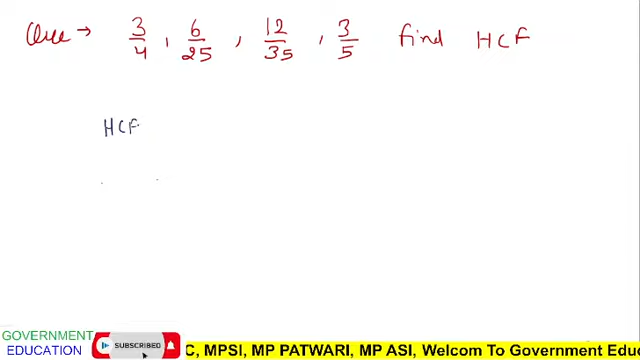 Que → 3/4 , 6/25 , 12/35 , 3/5 find HCF
HCF
GOVERNMENT
EDUCATION
SUBSCRIBED
C, MPSI, MP PATWARI, MP ASI, Welcom To Government Edu